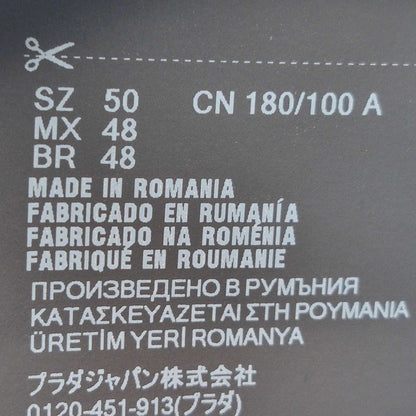 SZ 50 CN 180/100 A
MX 48
BR 48
MADE IN ROMANIA
FABRICADO EN RUMANÍA
FABRICADO NA ROMÉNIA
FABRIQUÉ EN ROUMANIE
ПРОИЗВЕДЕНО В РУМЪНИЯ
ΚΑΤΑΣΚΕΥΑΖΕΤΑΙ ΣΤΗ ΡΟΥΜΑΝΙΑ
ÜRETİM YERİ ROMANYA
プラダジャパン株式会社
0120-451-913(プラダ)